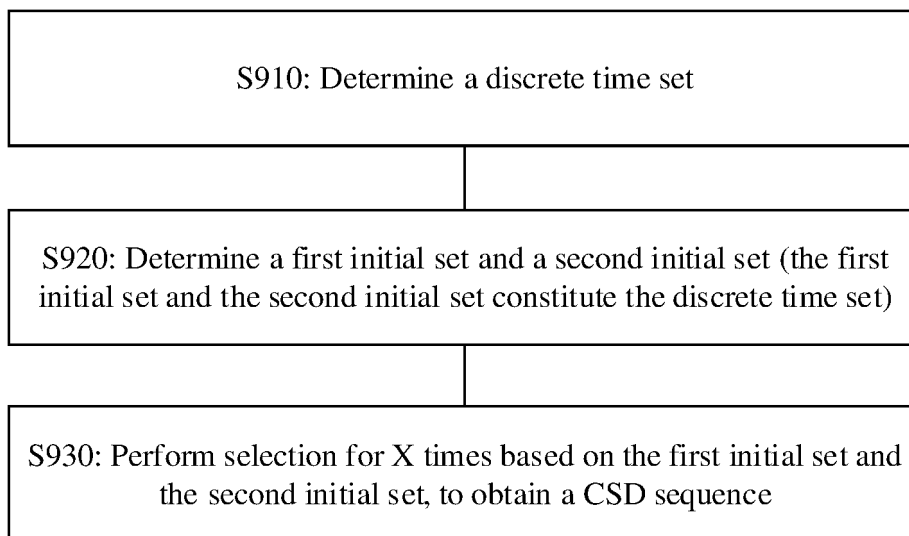 S910: Determine a discrete time set
S920: Determine a first initial set and a second initial set (the first
initial set and the second initial set constitute the discrete time set)
S930: Perform selection for X times based on the first initial set and
the second initial set, to obtain a CSD sequence